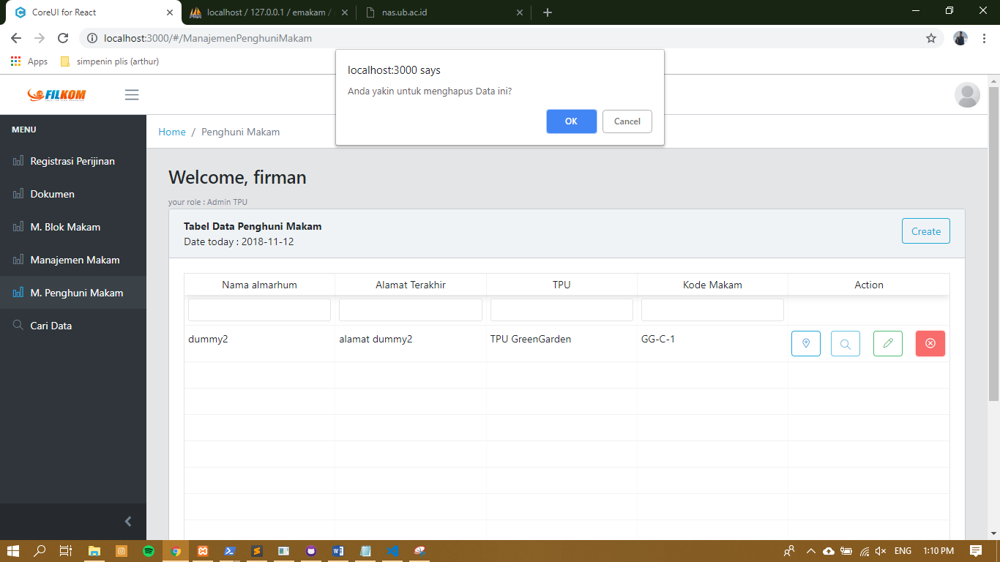 CoreUI for React
localhost / 127.0.0.1 / emakam /
nas.ub.ac.id
localhost:3000/#/ManajemenPenghuniMakam
Apps
simpenin plis (arthur)
localhost:3000 says
Anda yakin untuk menghapus Data ini?
OK
Cancel
FILKOM
MENU
Registrasi Perijinan
Dokumen
M. Blok Makam
Manajemen Makam
M. Penghuni Makam
Cari Data
Home / Penghuni Makam
Welcome, firman
your role : Admin TPU
Tabel Data Penghuni Makam
Date today : 2018-11-12
Create
Nama almarhum Alamat Terakhir TPU Kode Makam Action
dummy2 alamat dummy2 TPU GreenGarden GG-C-1
ENG 1:10 PM